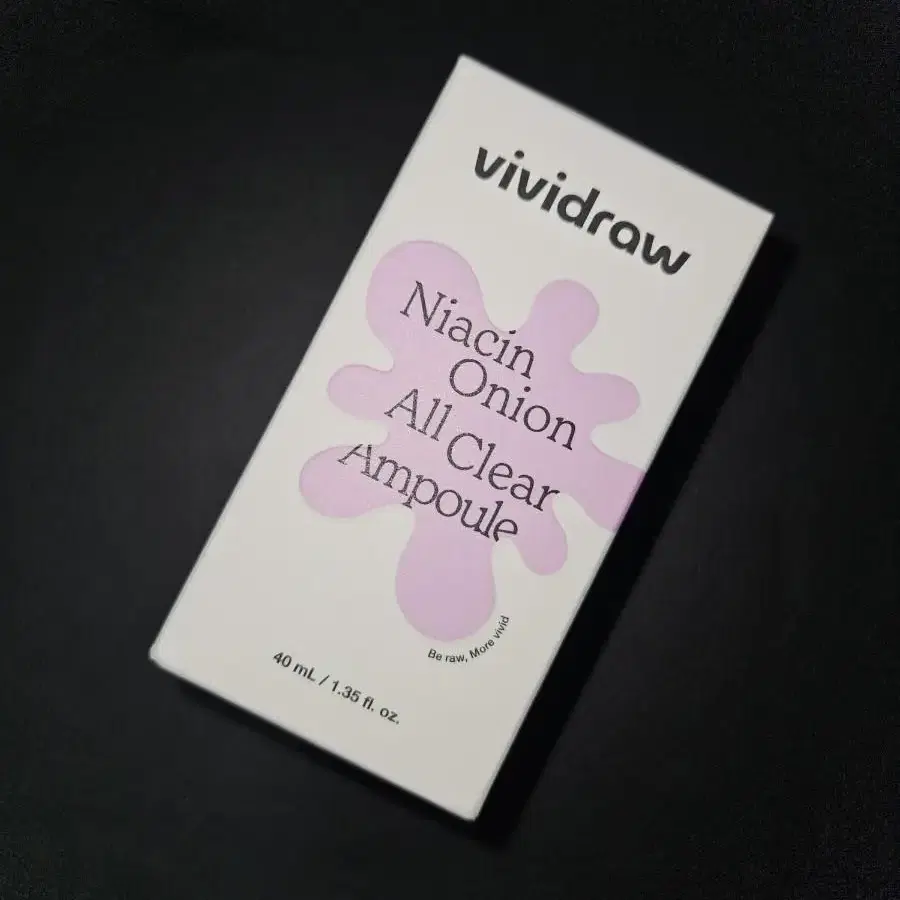 vividraw
Niacin
Onion
All Clear
Ampoule
Be raw, More vivid
40 mL / 1.35 fl. oz.